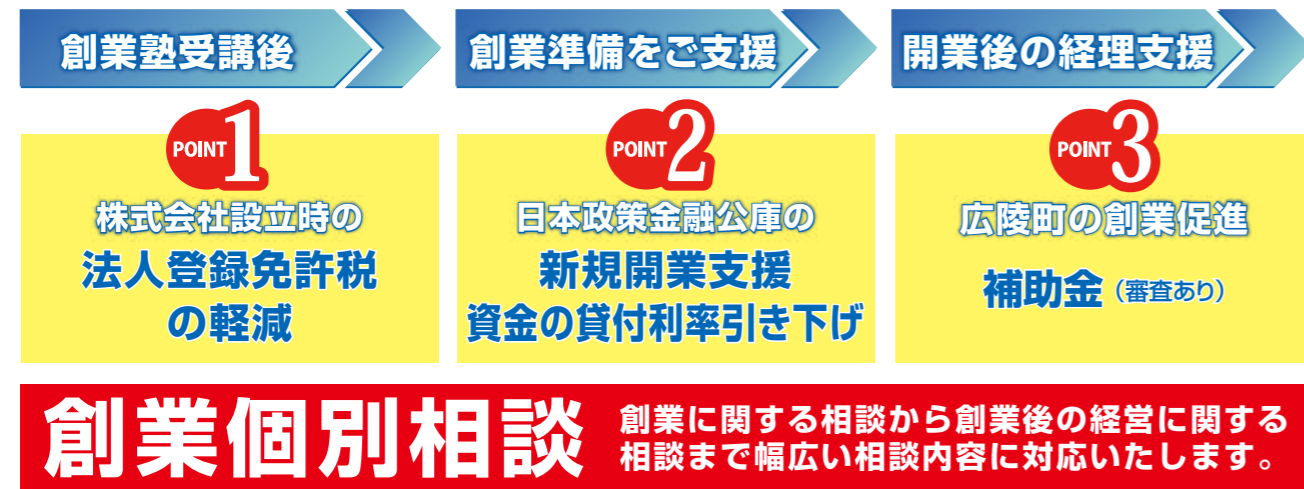 創業塾受講後
創業準備をご支援
開業後の経理支援
POINT 1
株式会社設立時の
法人登録免許税
の軽減
POINT 2
日本政策金融公庫の
新規開業支援
資金の貸付利率引き下げ
POINT 3
広陵町の創業促進
補助金（審査あり）
創業個別相談
創業に関する相談から創業後の経営に関する
相談まで幅広い相談内容に対応いたします。